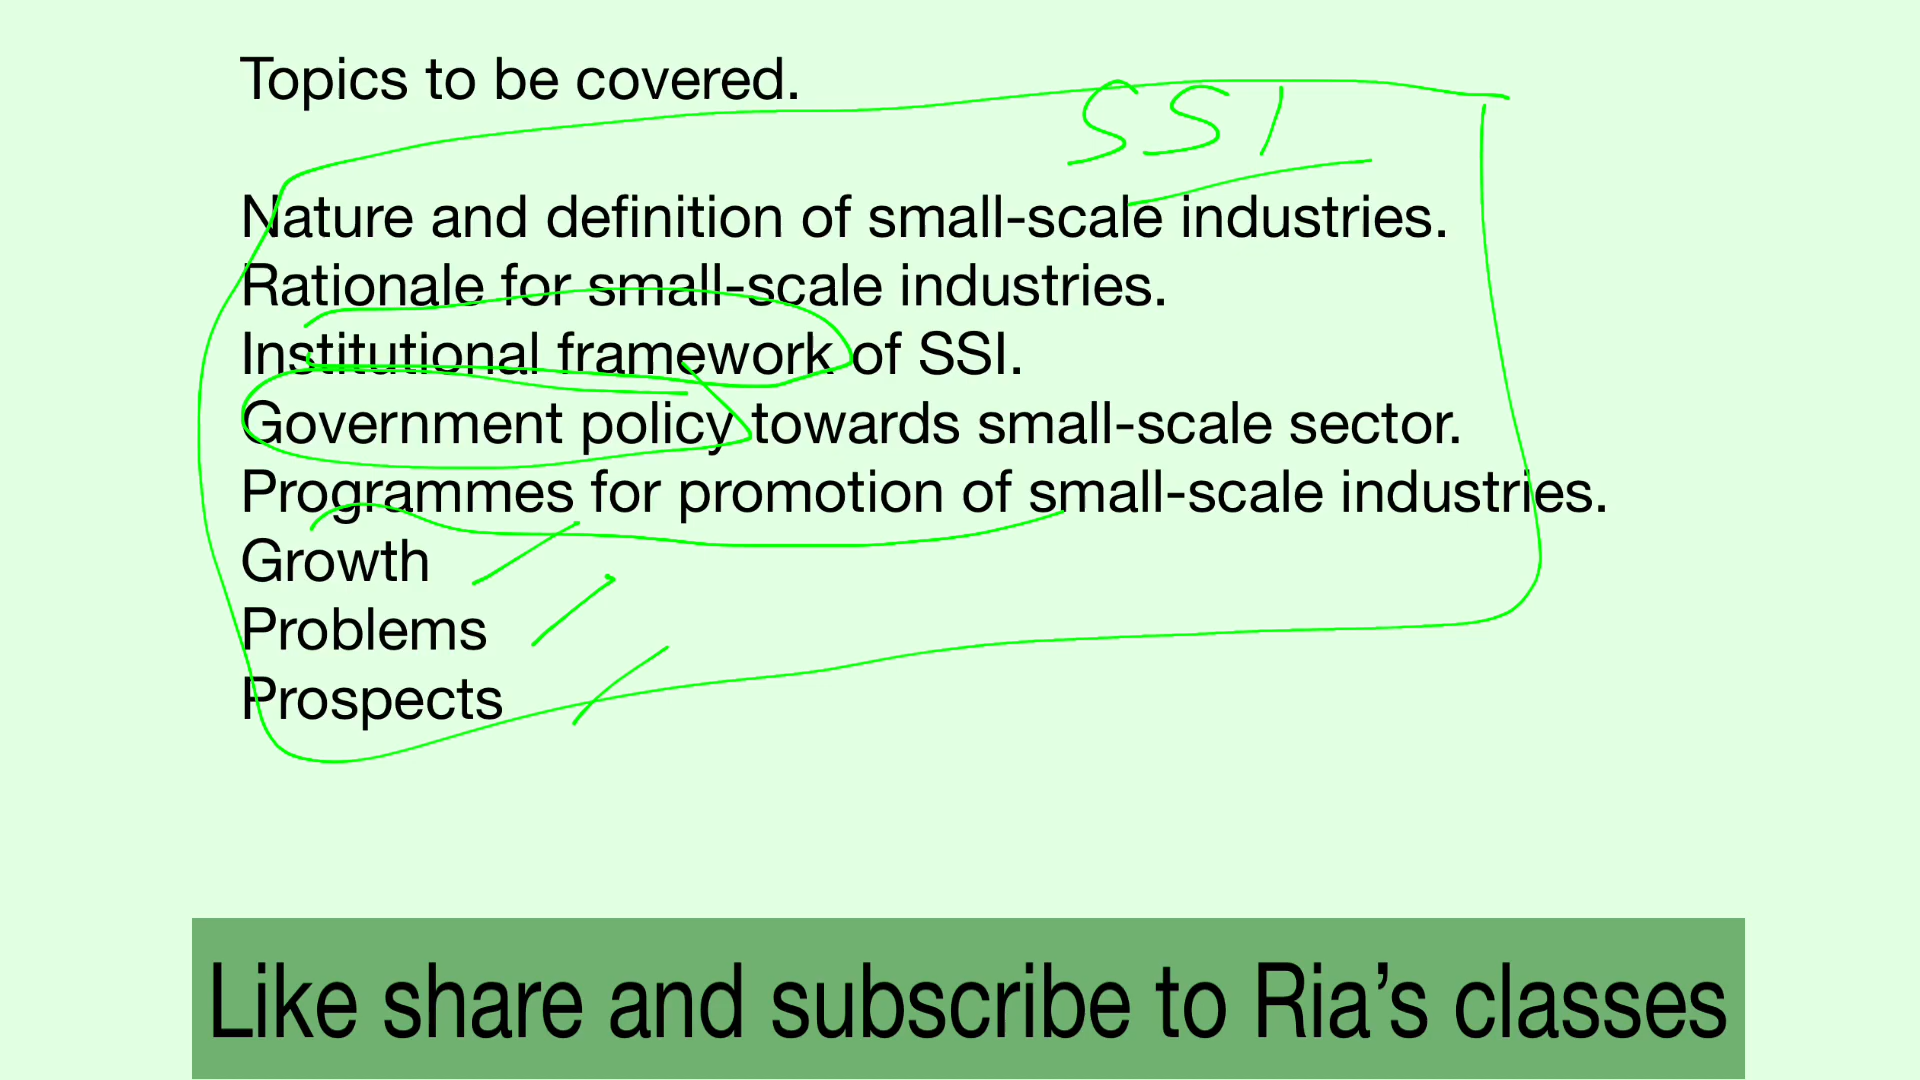 Topics to be covered.
SSI
Nature and definition of small-scale industries.
Rationale for small-scale industries.
Institutional framework of SSI.
Government policy towards small-scale sector.
Programmes for promotion of small-scale industries.
Growth
Problems
Prospects
Like share and subscribe to Ria’s classes